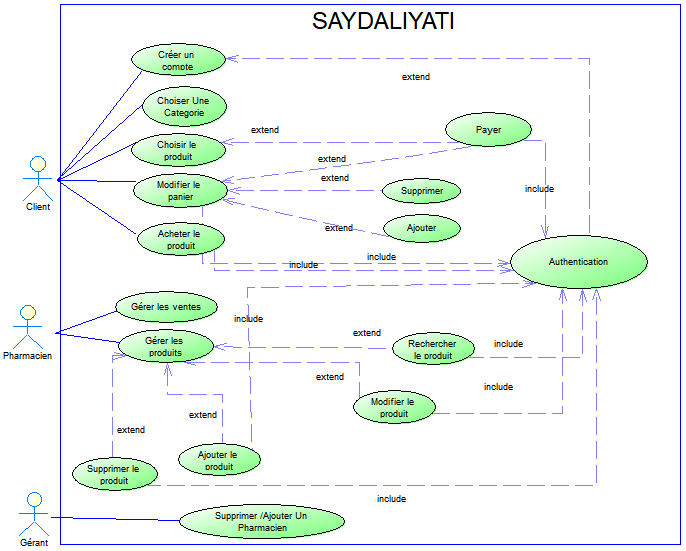 SAYDALIYATI
Créer un
compte
extend
Choiser Une
Categorie
Payer
extend
Choisir le
produit
extend
extend
Modifier le
panier
Supprimer
include
Client
Ajouter
extend
Acheter le
produit
include
include
Authentication
Gérer les ventes
include
Pharmacien
Gérer les
produits
extend
Rechercher
le produit
include
extend
include
Modifier le
produit
extend
extend
Ajouter le
produit
Supprimer le
produit
include
Supprimer /Ajouter Un
Pharmacien
Gérant